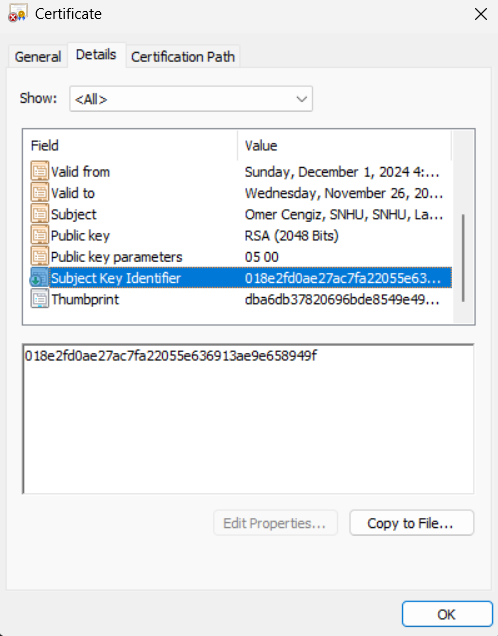 Certificate
General Details Certification Path
Show: <All>
Field Value
Valid from Sunday, December 1, 2024 4:...
Valid to Wednesday, November 26, 20...
Subject Omer Cengiz, SNHU, SNHU, La...
Public key RSA (2048 Bits)
Public key parameters 05 00
Subject Key Identifier 018e2fd0ae27ac7fa22055e63...
Thumbprint dba6db37820696bde8549e49...
018e2fd0ae27ac7fa22055e636913ae9e658949f
Edit Properties... Copy to File...
OK